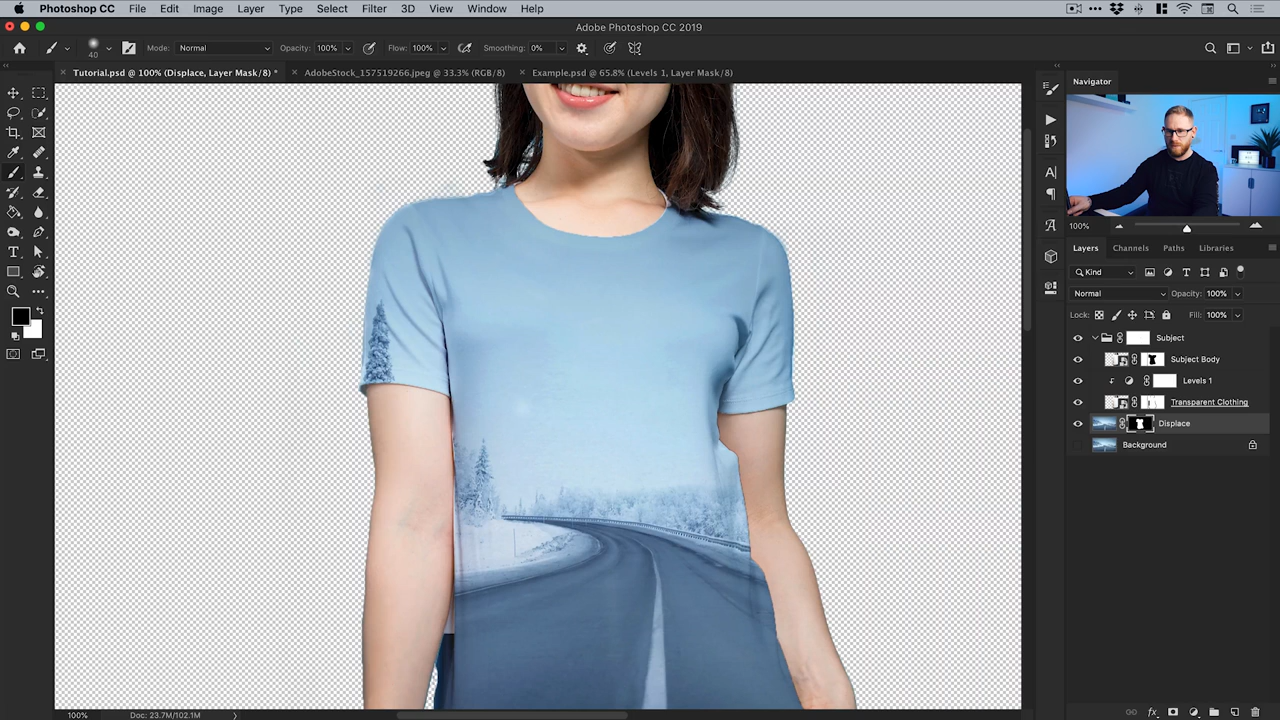 Photoshop CC File Edit Image Layer Type Select Filter 3D View Window Help
Adobe Photoshop CC 2019
40 Mode: Normal Opacity: 100% Flow: 100% Smoothing: 0%
Tutorial.psd @ 100% (Displace, Layer Mask/8) * AdobeStock_157519266.jpeg @ 33.3% (RGB/8) Example.psd @ 65.8% (Levels 1, Layer Mask/8)
Navigator
100%
Layers Channels Paths Libraries
Kind
Normal Opacity: 100%
Lock: Fill: 100%
Subject
Subject Body
Levels 1
Transparent Clothing
Displace
Background
100% Doc: 23.7M/102.1M